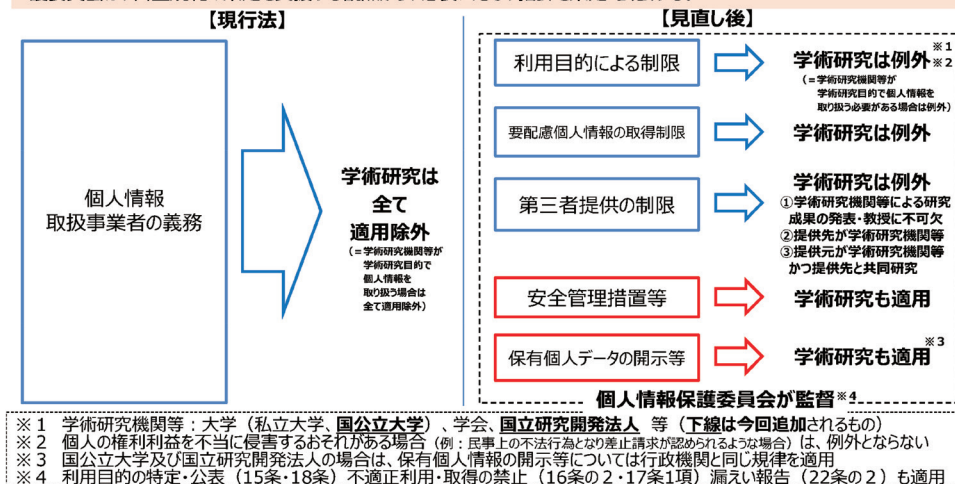 【現行法】
個人情報
取扱事業者の義務
学術研究は
全て
適用除外
(=学術研究機関等が
学術研究目的で
個人情報を
取り扱う場合は
全て適用除外)
【見直し後】
利用目的による制限
学術研究は例外※1 ※2
(=学術研究機関等が
学術研究目的で個人情報を
取り扱う必要がある場合は例外)
要配慮個人情報の取得制限
学術研究は例外
第三者提供の制限
学術研究は例外
①学術研究機関等による研究
成果の発表・教授に不可欠
②提供先が学術研究機関等
③提供元が学術研究機関等
かつ提供先と共同研究
安全管理措置等
学術研究も適用
保有個人データの開示等
学術研究も適用※3
個人情報保護委員会が監督※4
※1 学術研究機関等:大学(私立大学、国公立大学)、学会、国立研究開発法人 等(下線は今回追加されるもの)
※2 個人の権利利益を不当に侵害するおそれがある場合(例:民事上の不法行為となり差止請求が認められるような場合)は、例外とならない
※3 国公立大学及び国立研究開発法人の場合は、保有個人情報の開示等については行政機関と同じ規律を適用
※4 利用目的の特定・公表(15条・18条)不適正利用・取得の禁止(16条の2・17条1項)漏えい報告(22条の2)も適用